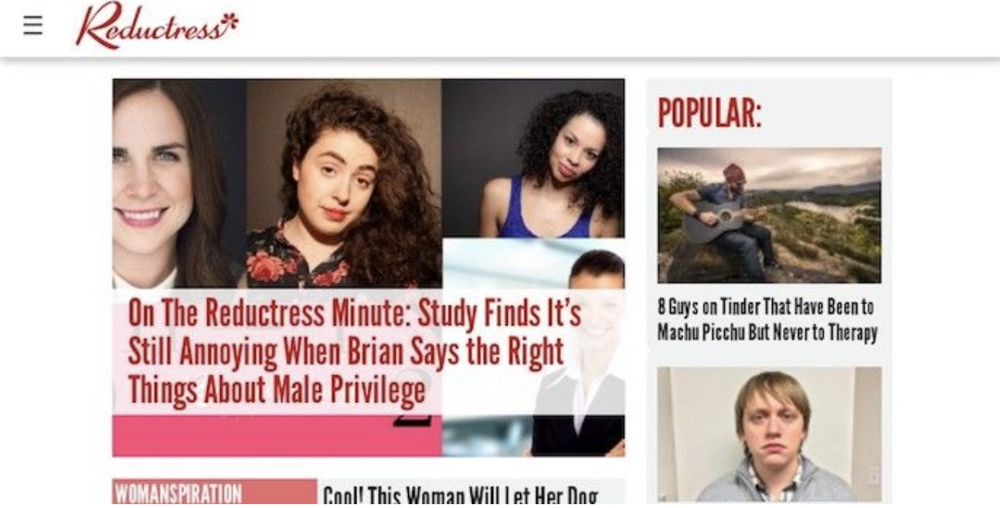 Reductress*
POPULAR:
On The Reductress Minute: Study Finds It's
Still Annoying When Brian Says the Right
Things About Male Privilege
2
8 Guys on Tinder That Have Been to
Machu Picchu But Never to Therapy
WOMANSPIRATION
Cool! This Woman Will Let Her Dog